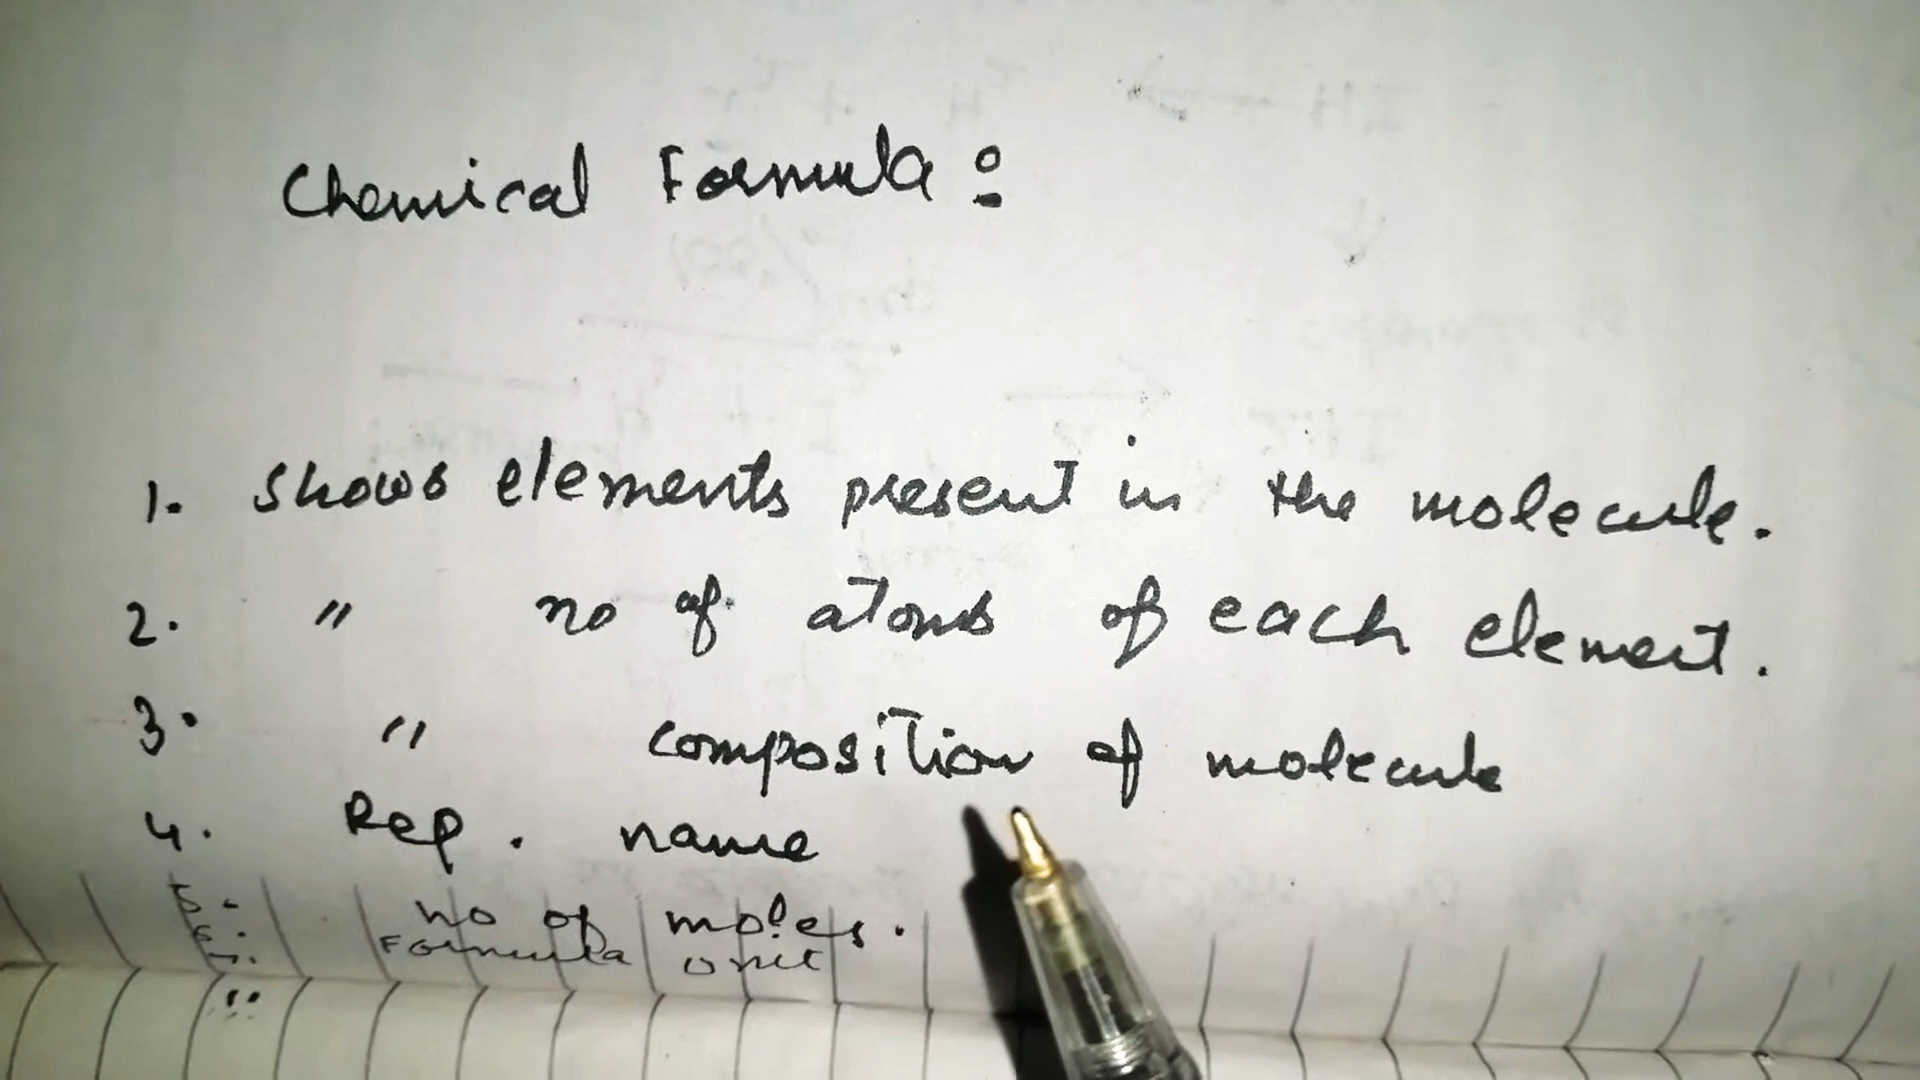 Chemical Formula :
1. Shows elements present in the molecule.
2. " no of atoms of each element.
3. " composition of molecule
4. Rep. name
5. no of moles.
6. Formula unit